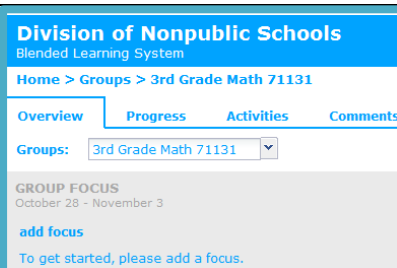 Division of Nonpublic Schools
Blended Learning System
Home > Groups > 3rd Grade Math 71131
Overview Progress Activities Comments
Groups: 3rd Grade Math 71131
GROUP FOCUS
October 28 - November 3
add focus
To get started, please add a focus.